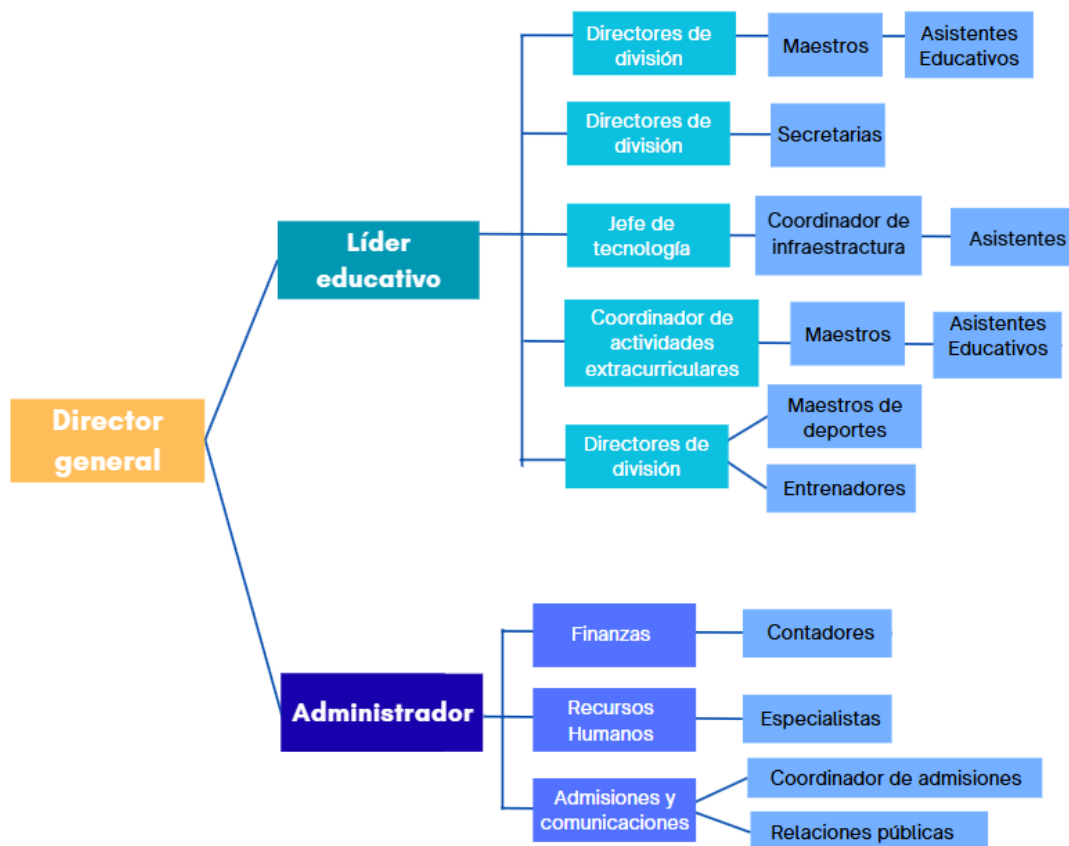 Directores de
división
Maestros
Asistentes
Educativos
Directores de
división
Secretarias
Líder
educativo
Jefe de
tecnología
Coordinador de
infraestractura
Asistentes
Coordinador de
actividades
extracurriculares
Maestros
Asistentes
Educativos
Director
general
Directores de
división
Maestros de
deportes
Entrenadores
Administrador
Finanzas
Contadores
Recursos
Humanos
Especialistas
Admisiones y
comunicaciones
Coordinador de admisiones
Relaciones públicas